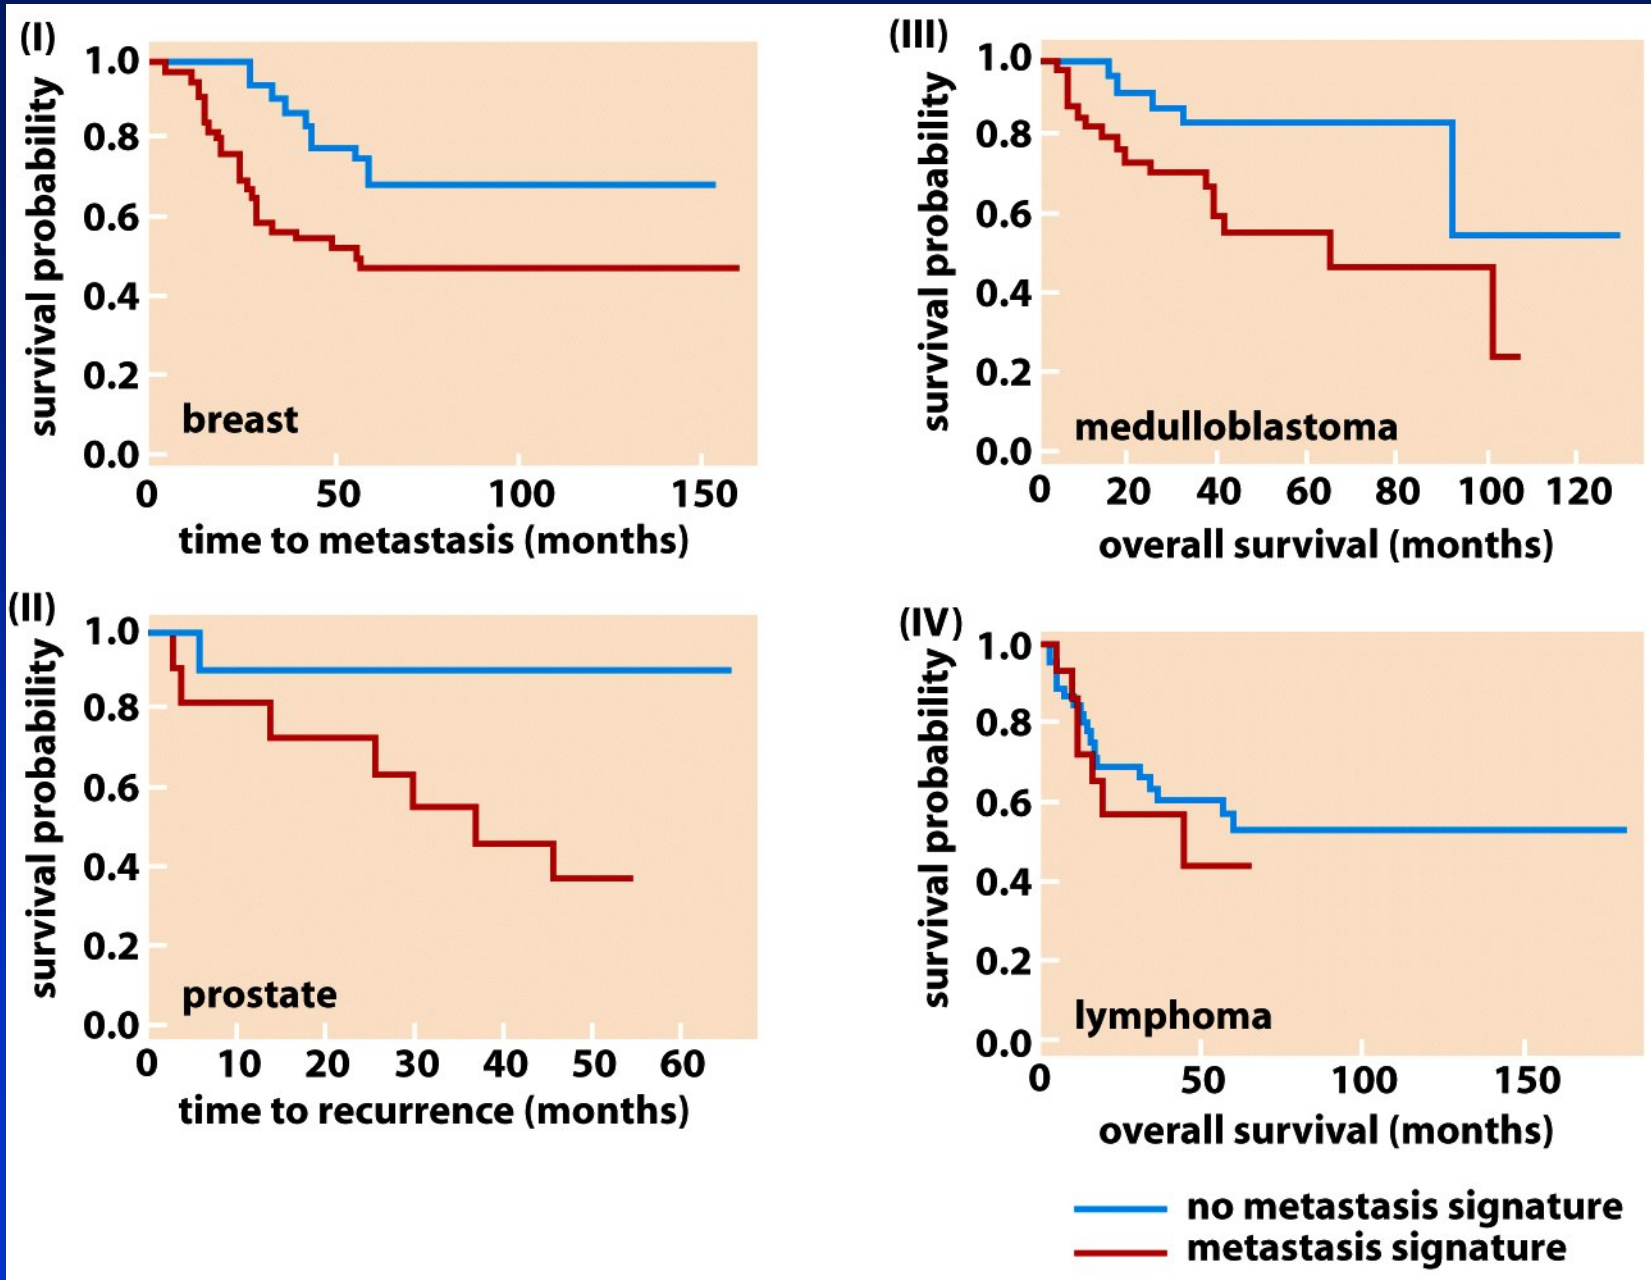 (I)
survival probability
1.0
0.8
0.6
0.4
0.2
0.0
breast
0 50 100 150
time to metastasis (months)
(II)
survival probability
1.0
0.8
0.6
0.4
0.2
0.0
prostate
0 10 20 30 40 50 60
time to recurrence (months)
(III)
survival probability
1.0
0.8
0.6
0.4
0.2
0.0
medulloblastoma
0 20 40 60 80 100 120
overall survival (months)
(IV)
survival probability
1.0
0.8
0.6
0.4
0.2
0.0
lymphoma
0 50 100 150
overall survival (months)
no metastasis signature
metastasis signature